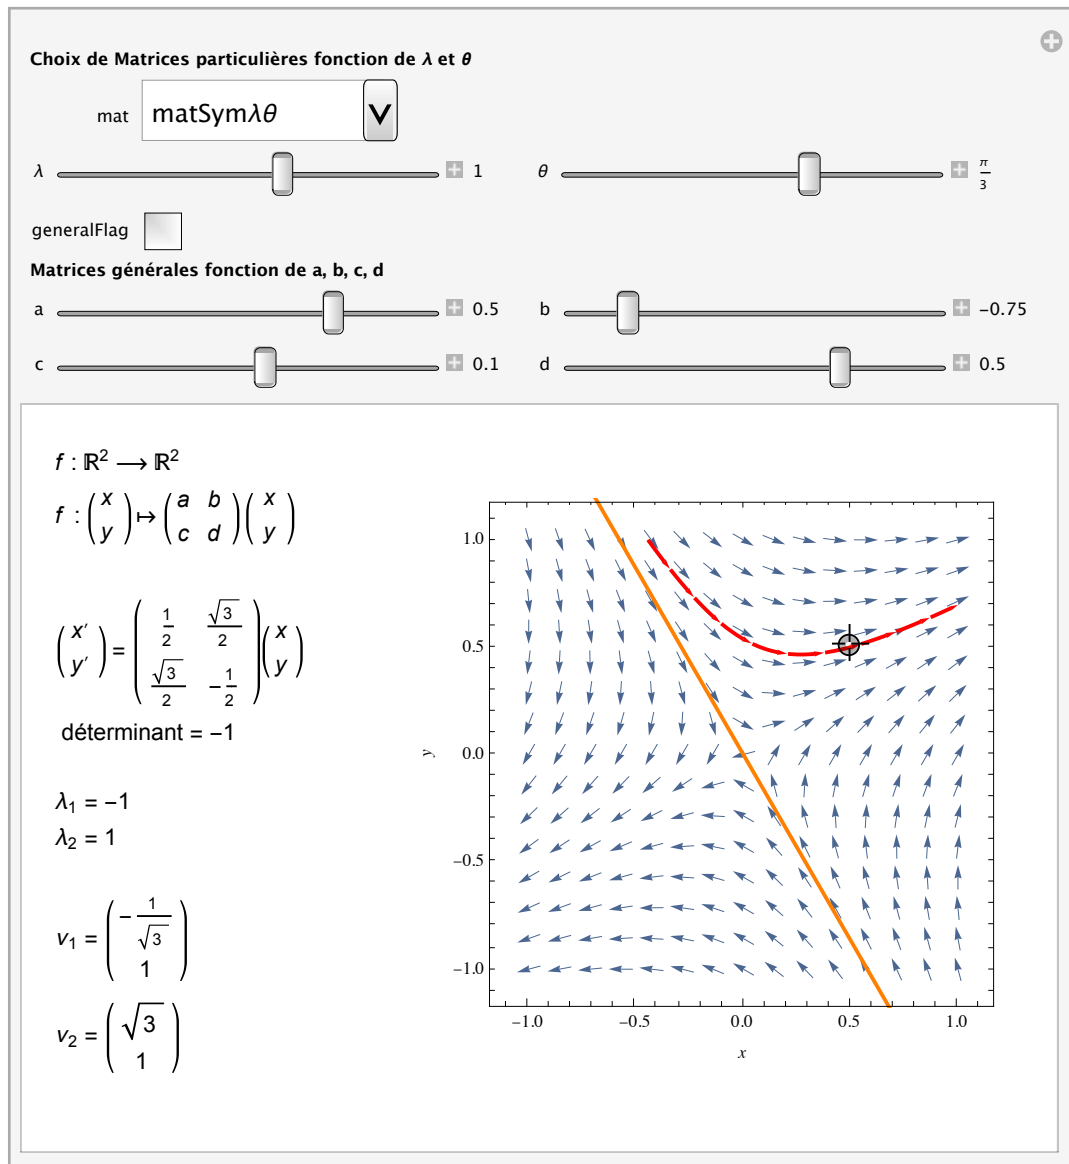 Choix de Matrices particulières fonction de λ et θ
mat matSymλθ
λ 1 θ π/3
generalFlag
Matrices générales fonction de a, b, c, d
a 0.5 b −0.75
c 0.1 d 0.5
f : ℝ² ⟶ ℝ²
f : (x y) ↦ (a b c d) (x y)
(x′ y′) = (1/2 √3/2 √3/2 −1/2) (x y)
déterminant = −1
λ₁ = −1
λ₂ = 1
v₁ = (−1/√3 1)
v₂ = (√3 1)
1.0
0.5
0.0
−0.5
−1.0
y
−1.0 −0.5 0.0 0.5 1.0
x